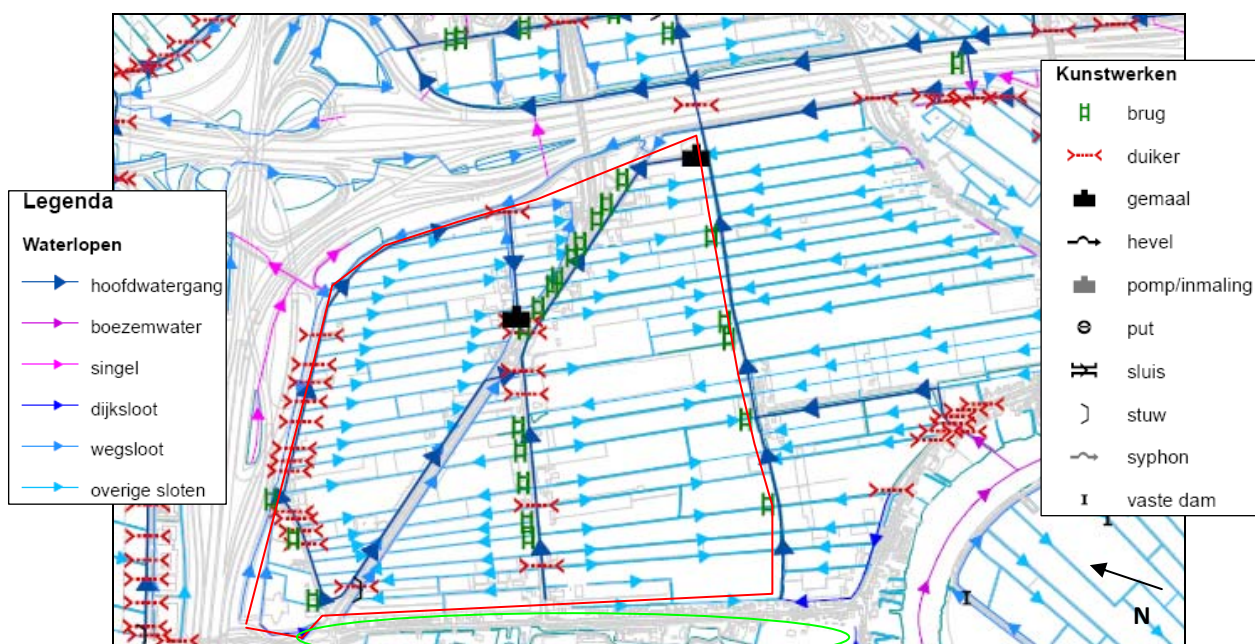 Legenda
Waterlopen
hoofdwatergang
boezemwater
singel
dijksloot
wegsloot
overige sloten
Kunstwerken
brug
duiker
gemaal
hevel
pomp/inmaling
put
sluis
stuw
syphon
vaste dam
N